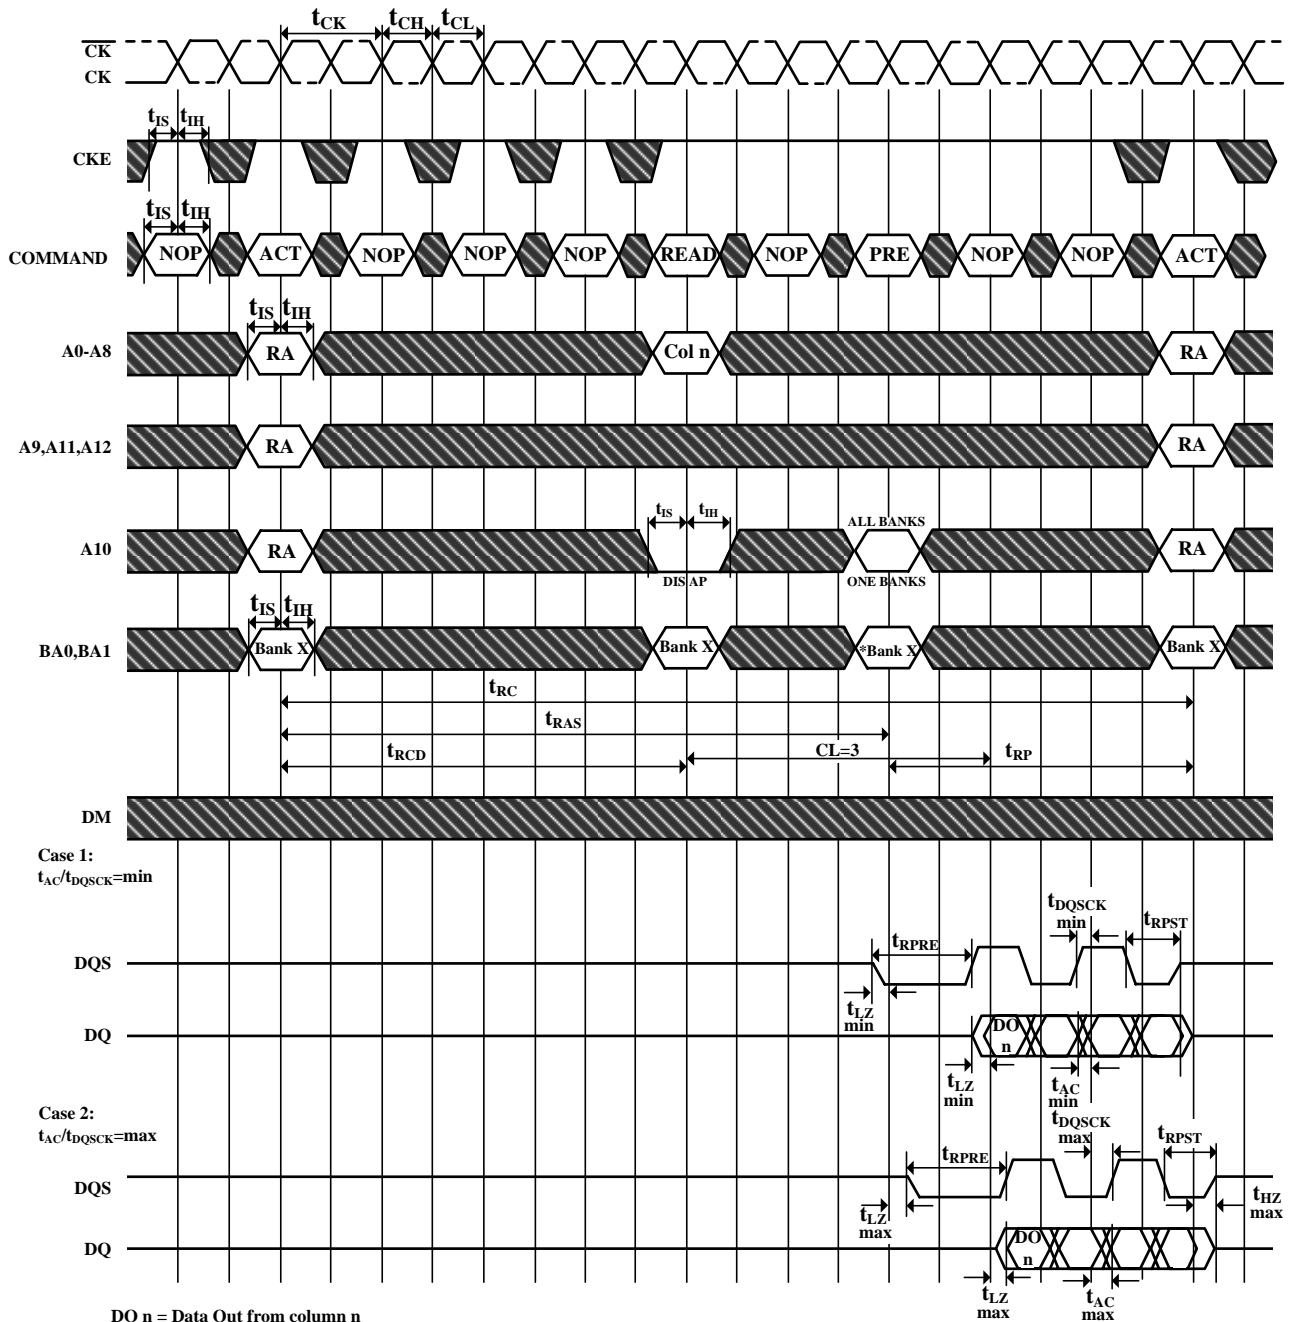 tCK tCH tCL
CK
CK
tIS tIH
CKE
tIS tIH
COMMAND NOP ACT NOP NOP NOP READ NOP PRE NOP NOP ACT
tIS tIH
A0-A8 RA Col n RA
A9,A11,A12 RA RA
tIS tIH ALL BANKS
A10 RA RA
DIS AP ONE BANKS
tIS tIH
BA0,BA1 Bank X Bank X *Bank X Bank X
tRC
tRAS
tRCD CL=3 tRP
DM
Case 1:
tAC/tDQSCK=min
tDQSCK
min
tRPST
tRPRE
DQS
tLZ
min
DQ DO
n
tLZ
min
tAC
min
Case 2:
tAC/tDQSCK=max
tDQSCK
max
tRPST
tRPRE
DQS
tLZ
max
tHZ
max
DQ DO
n
tLZ
max
tAC
max
DO n = Data Out from column n